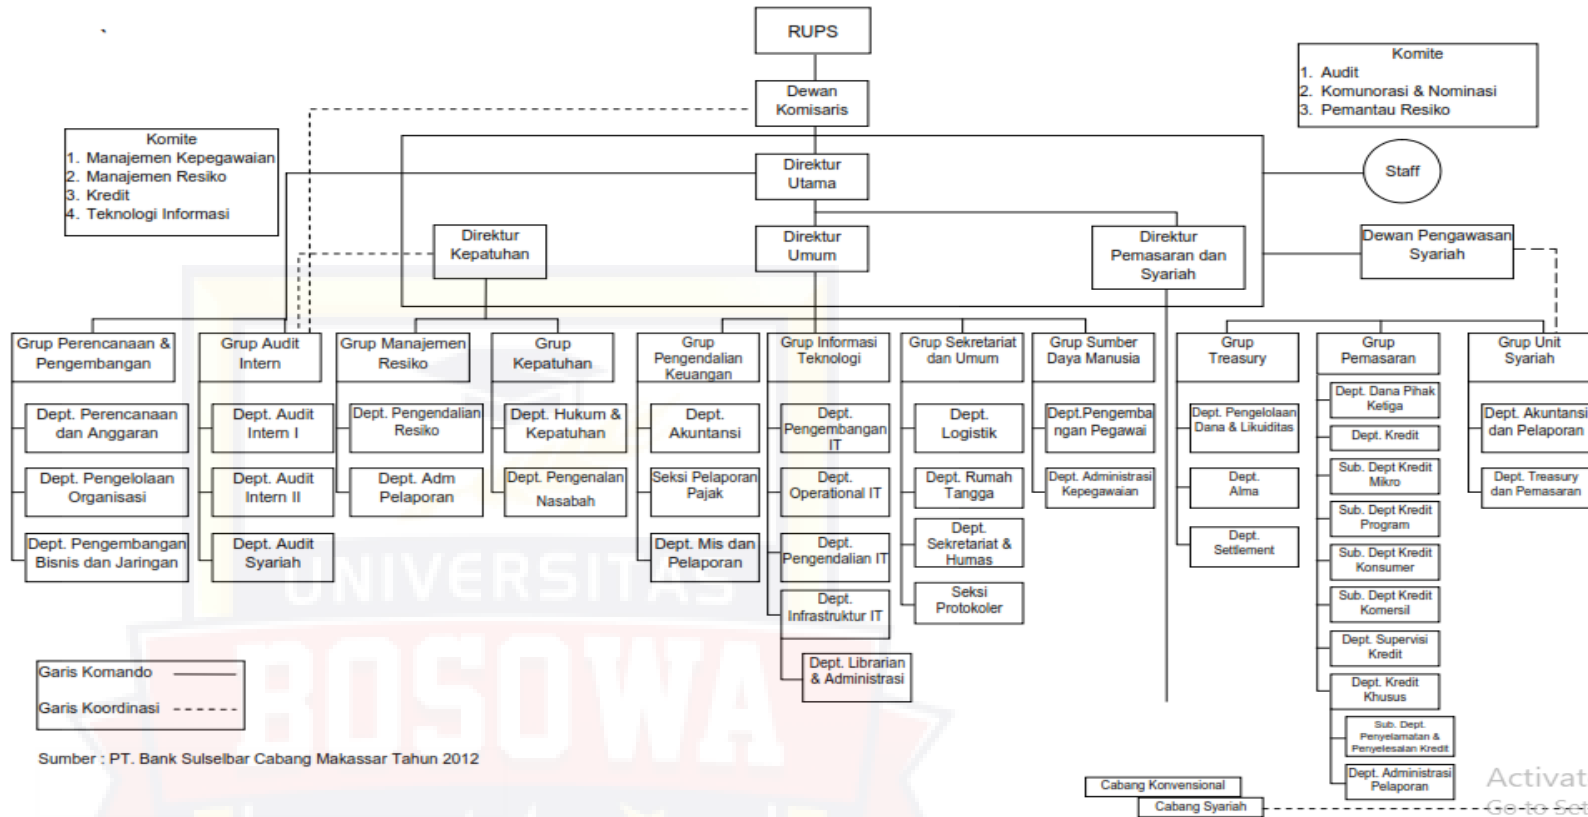 RUPS
Dewan
Komisaris
Komite
1. Audit
2. Komunorasi & Nominasi
3. Pemantau Resiko
Komite
1. Manajemen Kepegawaian
2. Manajemen Resiko
3. Kredit
4. Teknologi Informasi
Direktur
Utama
Staff
Direktur
Kepatuhan
Direktur
Umum
Direktur
Pemasaran dan
Syariah
Dewan Pengawasan
Syariah
Grup Perencanaan &
Pengembangan
Grup Audit
Intern
Grup Manajemen
Resiko
Grup
Kepatuhan
Grup
Pengendalian
Keuangan
Grup Informasi
Teknologi
Grup Sekretariat
dan Umum
Grup Sumber
Daya Manusia
Grup
Treasury
Grup
Pemasaran
Grup Unit
Syariah
Dept. Perencanaan
dan Anggaran
Dept. Pengelolaan
Organisasi
Dept. Pengembangan
Bisnis dan Jaringan
Dept. Audit
Intern I
Dept. Audit
Intern II
Dept. Audit
Syariah
Dept. Pengendalian
Resiko
Dept. Adm
Pelaporan
Dept. Hukum &
Kepatuhan
Dept. Pengenalan
Nasabah
Dept.
Akuntansi
Seksi Pelaporan
Pajak
Dept. Mis dan
Pelaporan
Dept.
Pengembangan
IT
Dept.
Operational IT
Dept.
Pengendalian IT
Dept.
Infrastruktur IT
Dept. Librarian
& Administrasi
Dept.
Logistik
Dept. Rumah
Tangga
Dept.
Sekretariat &
Humas
Seksi
Protokoler
Dept.Pengemba
ngan Pegawai
Dept. Administrasi
Kepegawaian
Dept. Pengelolaan
Dana & Likuiditas
Dept.
Alma
Dept.
Settlement
Dept. Dana Pihak
Ketiga
Dept. Kredit
Sub. Dept Kredit
Mikro
Sub. Dept Kredit
Program
Sub. Dept Kredit
Konsumer
Sub. Dept Kredit
Komersil
Dept. Supervisi
Kredit
Dept. Kredit
Khusus
Sub. Dept.
Penyelamatan &
Penyelesaian Kredit
Dept. Administrasi
Pelaporan
Dept. Akuntansi
dan Pelaporan
Dept. Treasury
dan Pemasaran
Garis Komando
Garis Koordinasi
Sumber : PT. Bank Sulselbar Cabang Makassar Tahun 2012
Cabang Konvensional
Cabang Syariah
UNIVERSITAS
BOSOWA
Activat
Go to Set